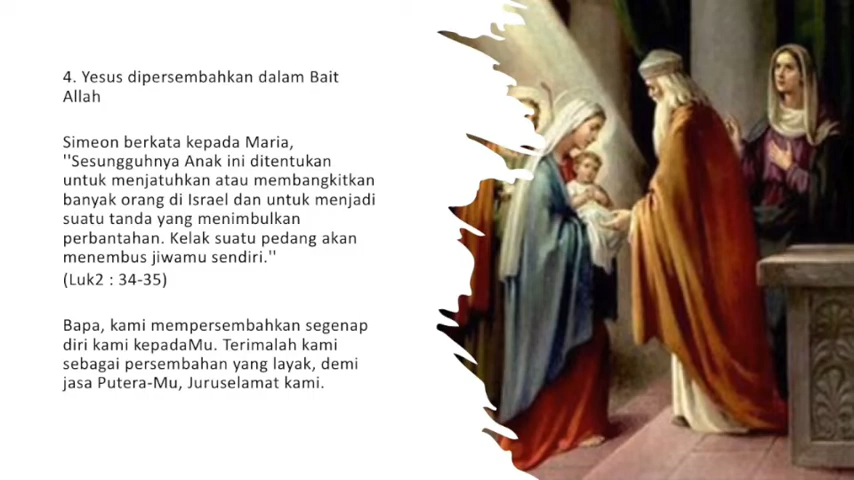 4. Yesus dipersembahkan dalam Bait
Allah
Simeon berkata kepada Maria,
''Sesungguhnya Anak ini ditentukan
untuk menjatuhkan atau membangkitkan
banyak orang di Israel dan untuk menjadi
suatu tanda yang menimbulkan
perbantahan. Kelak suatu pedang akan
menembus jiwamu sendiri.''
(Luk2 : 34-35)
Bapa, kami mempersembahkan segenap
diri kami kepadaMu. Terimalah kami
sebagai persembahan yang layak, demi
jasa Putera-Mu, Juruselamat kami.